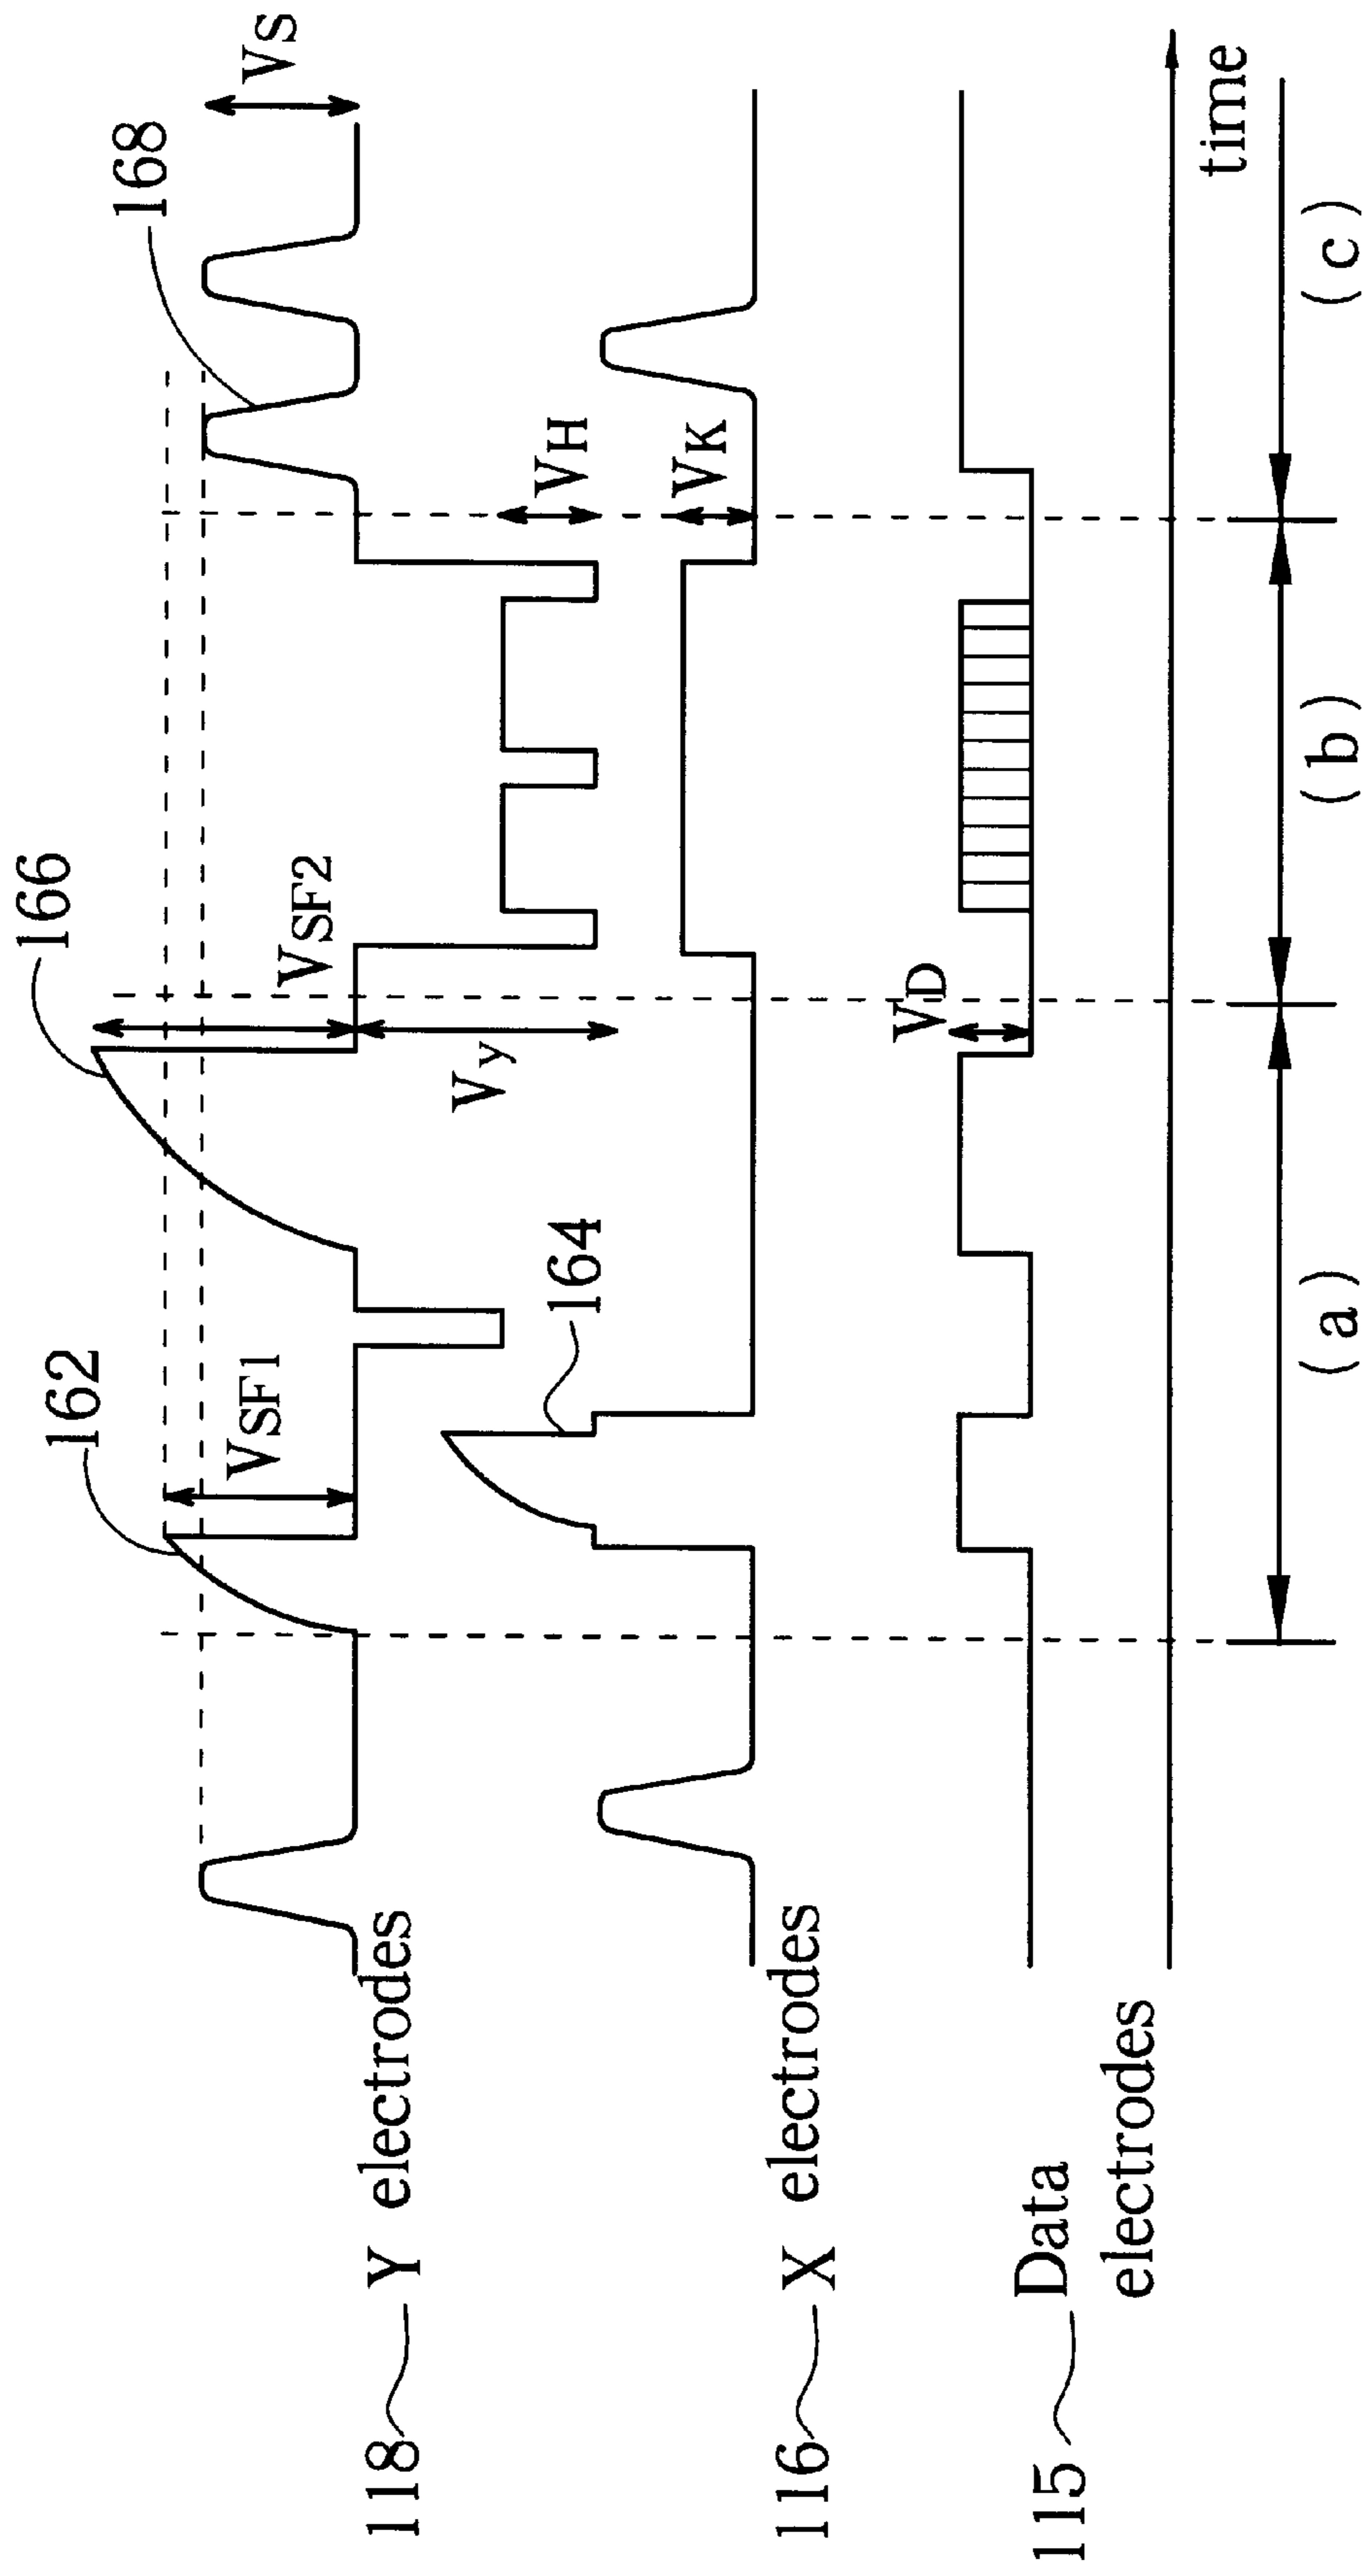 162
166
168
VSF1
VSF2
VS
Vy
VH
118 Y electrodes
164
VK
116 X electrodes
VD
115 Data
electrodes
time
(a)
(b)
(c)